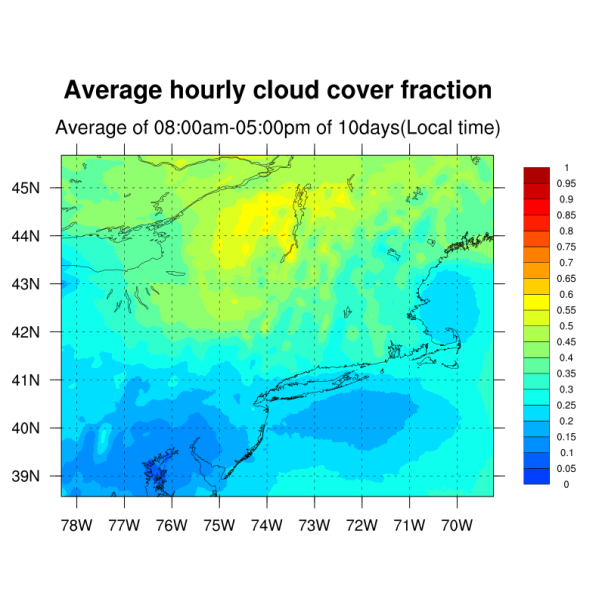 Average hourly cloud cover fraction
Average of 08:00am-05:00pm of 10days(Local time)
45N
44N
43N
42N
41N
40N
39N
78W 77W 76W 75W 74W 73W 72W 71W 70W
1
0.95
0.9
0.85
0.8
0.75
0.7
0.65
0.6
0.55
0.5
0.45
0.4
0.35
0.3
0.25
0.2
0.15
0.1
0.05
0